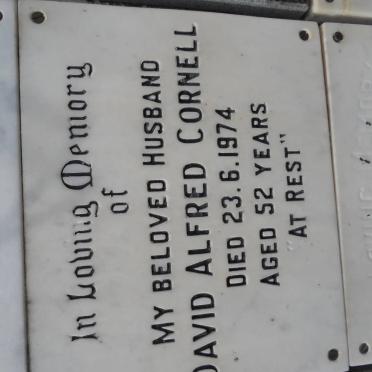 In Loving Memory
of
MY BELOVED HUSBAND
DAVID ALFRED CORNELL
DIED 23.6.1974
AGED 52 YEARS
"AT REST"